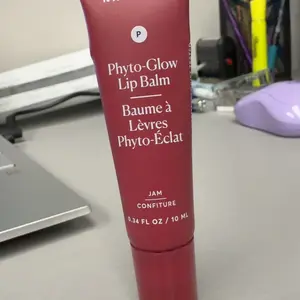 P
Phyto-Glow
Lip Balm
Baume à
Lèvres
Phyto-Éclat
JAM
CONFITURE
0.34 FL OZ / 10 ML